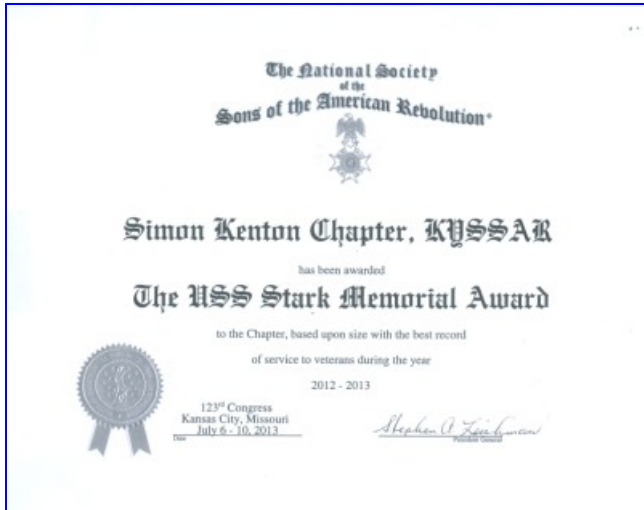 The National Society
of the
Sons of the American Revolution®
Simon Kenton Chapter, KYSSAR
has been awarded
The USS Stark Memorial Award
to the Chapter, based upon size with the best record
of service to veterans during the year
2012 - 2013
123rd Congress
Kansas City, Missouri
July 6 - 10, 2013
Date
Stephen A Leishman
President General